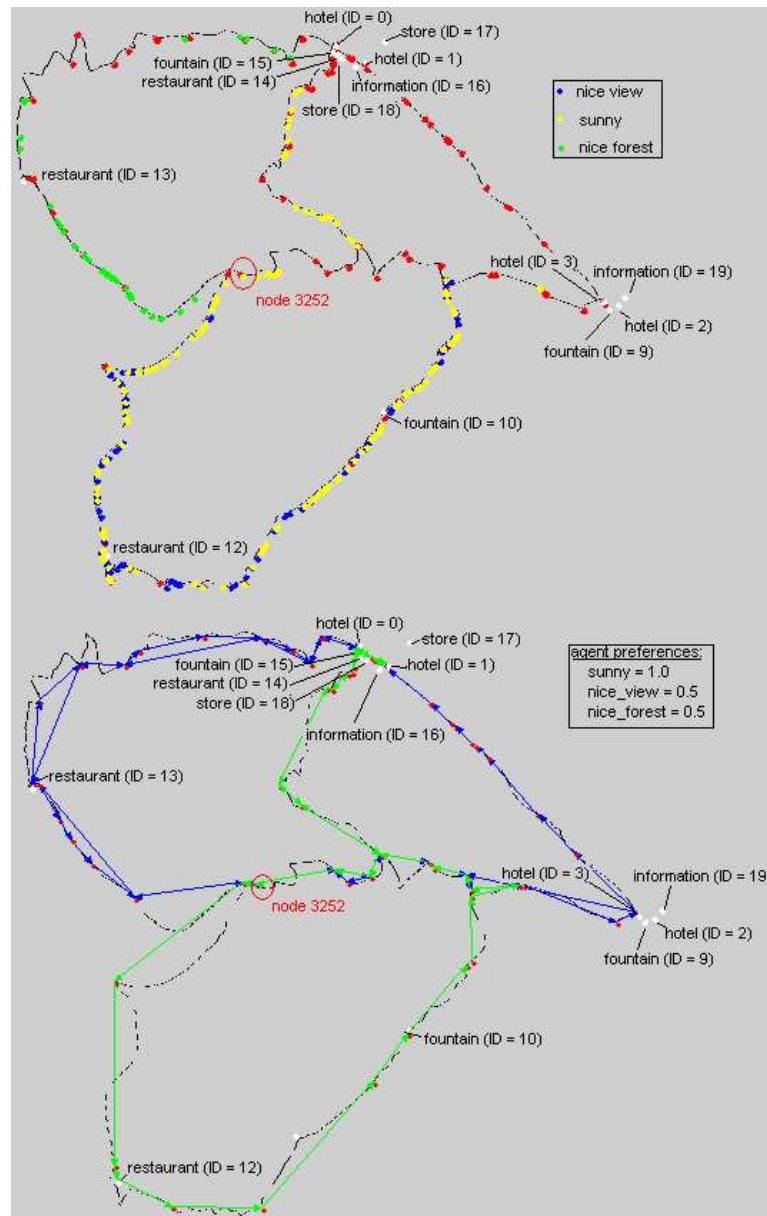 hotel (ID = 0)
store (ID = 17)
fountain (ID = 15)
hotel (ID = 1)
restaurant (ID = 14)
information (ID = 16)
store (ID = 18)
nice view
sunny
nice forest
restaurant (ID = 13)
hotel (ID = 3)
information (ID = 19)
node 3252
hotel (ID = 2)
fountain (ID = 9)
fountain (ID = 10)
restaurant (ID = 12)
hotel (ID = 0)
store (ID = 17)
agent preferences:
sunny = 1.0
nice_view = 0.5
nice_forest = 0.5
fountain (ID = 15)
hotel (ID = 1)
restaurant (ID = 14)
store (ID = 18)
information (ID = 16)
restaurant (ID = 13)
hotel (ID = 3)
information (ID = 19
node 3252
hotel (ID = 2)
fountain (ID = 9)
fountain (ID = 10)
restaurant (ID = 12)